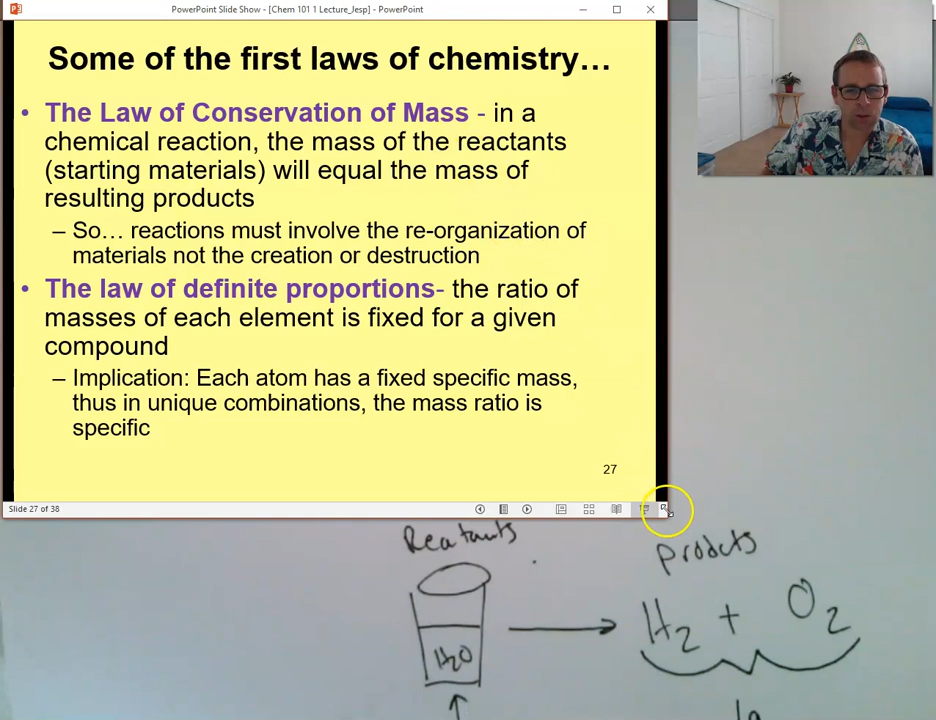 PowerPoint Slide Show - [Chem 101 1 Lecture_Jesp] - PowerPoint
Some of the first laws of chemistry…
• The Law of Conservation of Mass - in a
chemical reaction, the mass of the reactants
(starting materials) will equal the mass of
resulting products
– So… reactions must involve the re-organization of
materials not the creation or destruction
• The law of definite proportions- the ratio of
masses of each element is fixed for a given
compound
– Implication: Each atom has a fixed specific mass,
thus in unique combinations, the mass ratio is
specific
27
Slide 27 of 38
Reatants
products
H2O
H2 + O2